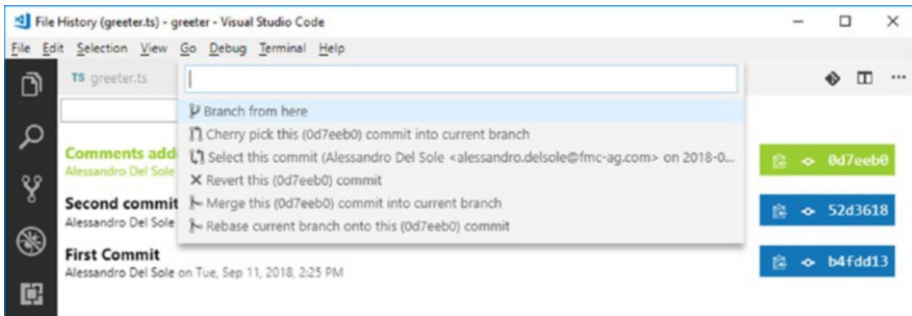 File History (greeter.ts) - greeter - Visual Studio Code
File Edit Selection View Go Debug Terminal Help
TS greeter.ts
Branch from here
Cherry pick this (0d7eeb0) commit into current branch
Comments adde
Select this commit (Alessandro Del Sole <alessandro.delsole@fmc-ag.com> on 2018-0...
0d7eeb0
Alessandro Del Sole
Revert this (0d7eeb0) commit
Second commit
Merge this (0d7eeb0) commit into current branch
52d3618
Alessandro Del Sole
Rebase current branch onto this (0d7eeb0) commit
First Commit
b4fdd13
Alessandro Del Sole on Tue, Sep 11, 2018, 2:25 PM